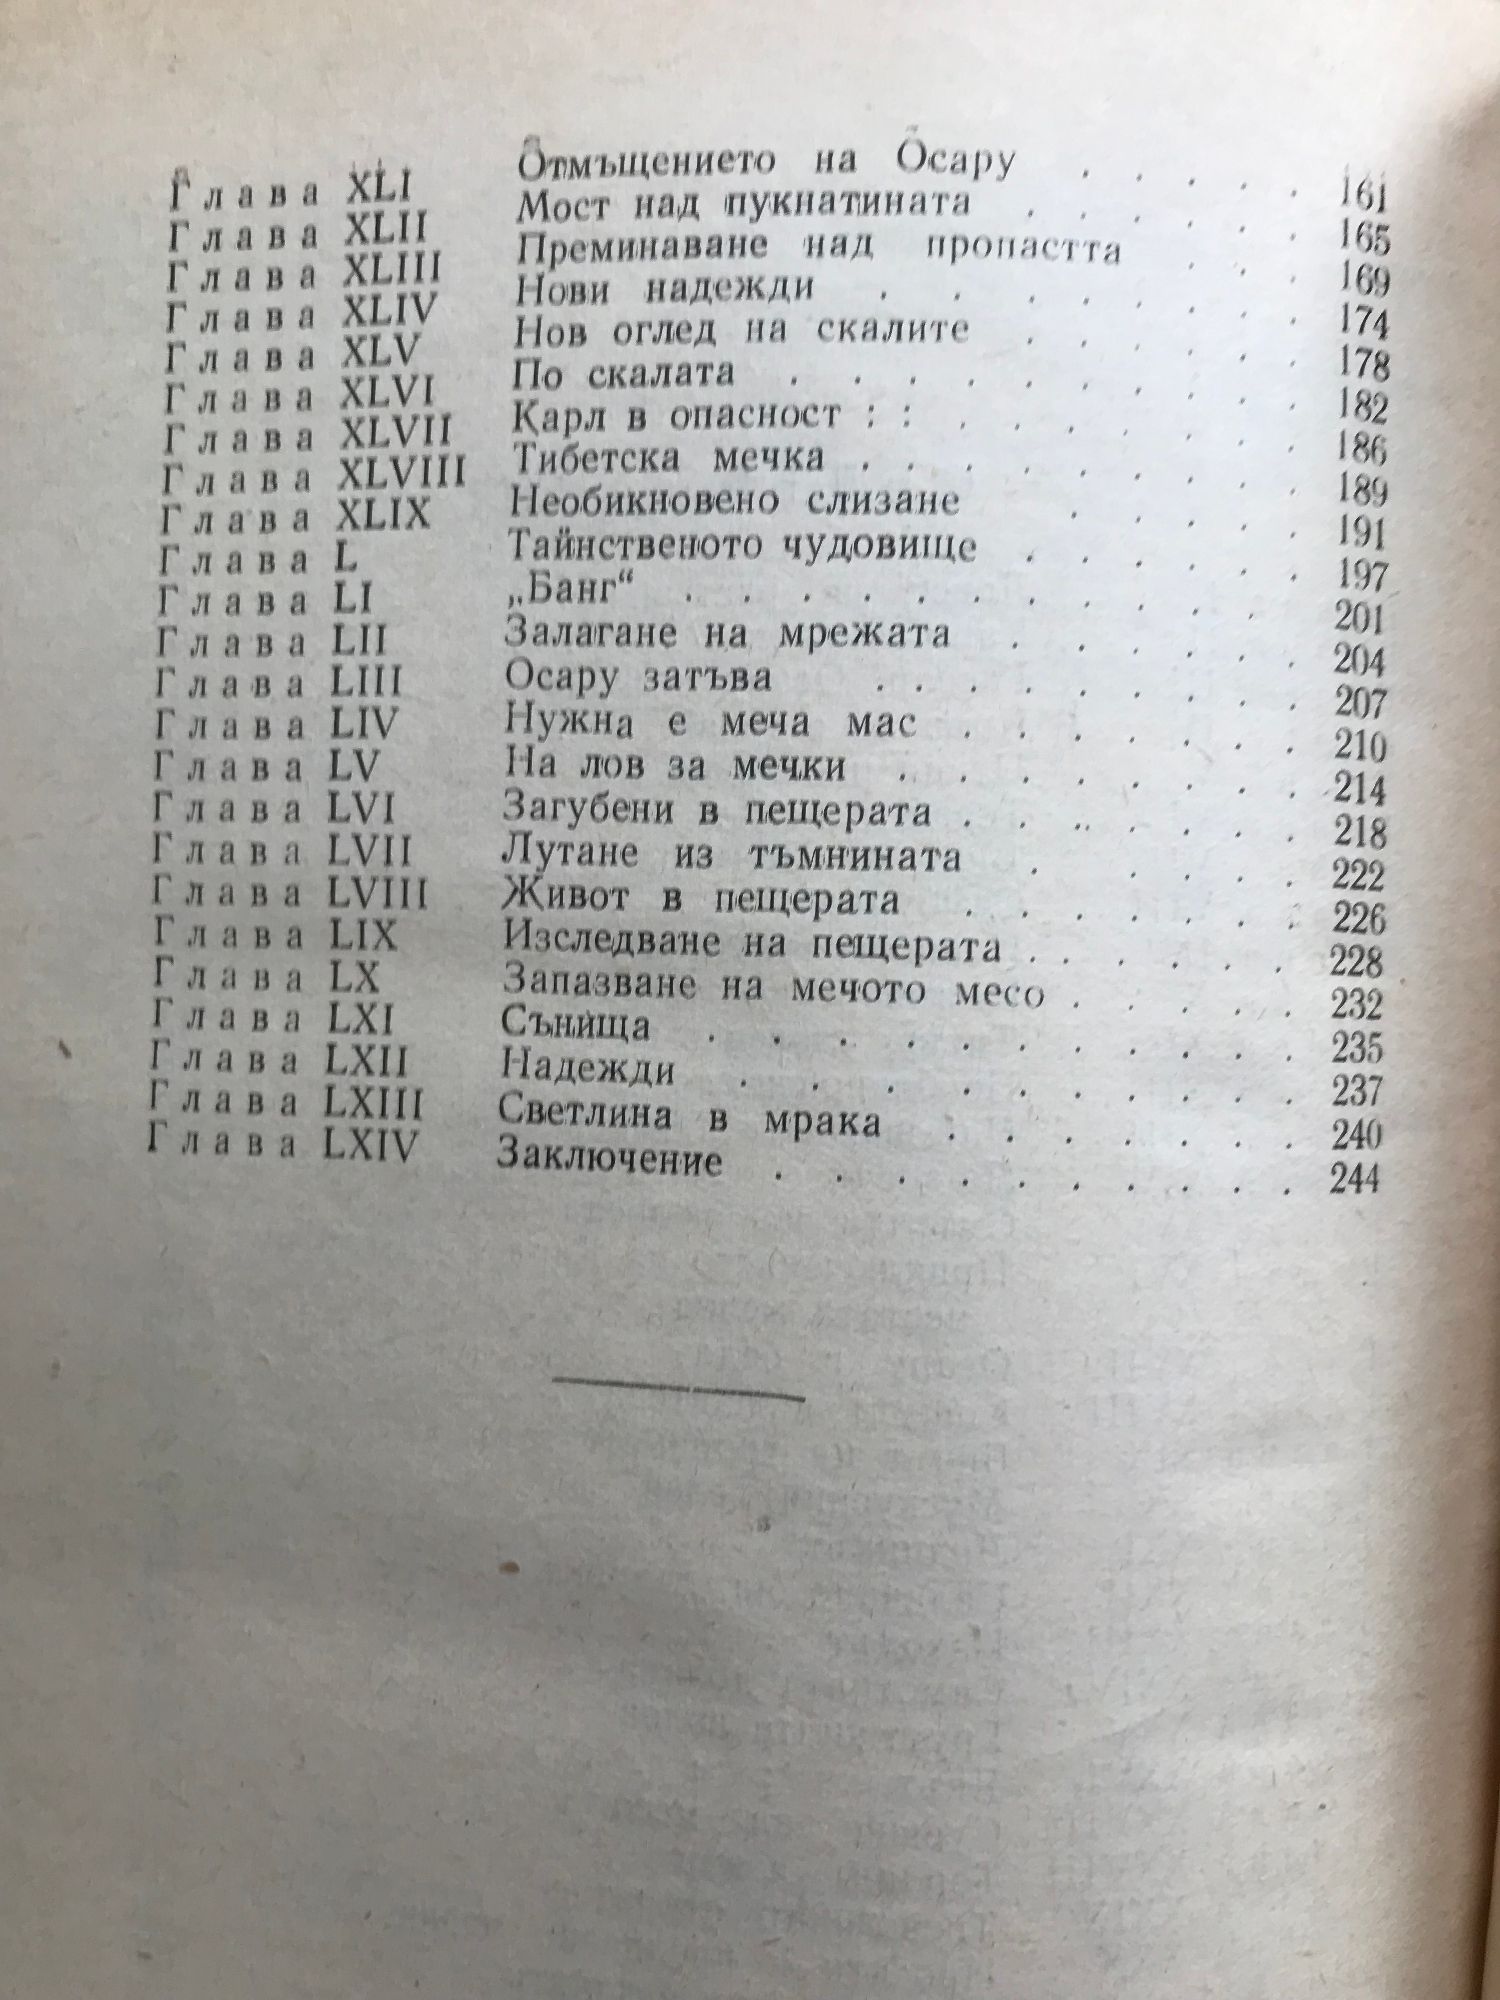 Глава XLI Отмъщението на Осару . . . . . 161
Глава XLII Мост над пукнатината . . . . . . 165
Глава XLIII Преминаване над пропастта . . . 169
Глава XLIV Нови надежди . . . . . . . . 174
Глава XLV Нов оглед на скалите . . . . . . 178
Глава XLVI По скалата . . . . . . . . . 182
Глава XLVII Карл в опасност : : . . . . . . . 186
Глава XLVIII Тибетска мечка . . . . . . . . . 189
Глава XLIX Необикновено слизане . . . . . 191
Глава L Тайнственото чудовище . . . . . . 197
Глава LI „Банг“ . . . . . . . . . . . 201
Глава LII Залагане на мрежата . . . . . . 204
Глава LIII Осару затъва . . . . . . . . . 207
Глава LIV Нужна е меча мас . . . . . . . 210
Глава LV На лов за мечки . . . . . . . . 214
Глава LVI Загубени в пещерата . . . . . . . 218
Глава LVII Лутане из тъмнината . . . . . 222
Глава LVIII Живот в пещерата . . . . . . . 226
Глава LIX Изследване на пещерата . . . . . . 228
Глава LX Запазване на мечото месо . . . . . 232
Глава LXI Сънища . . . . . . . . . . 235
Глава LXII Надежди . . . . . . . . . . 237
Глава LXIII Светлина в мрака . . . . . . . 240
Глава LXIV Заключение . . . . . . . . . . 244